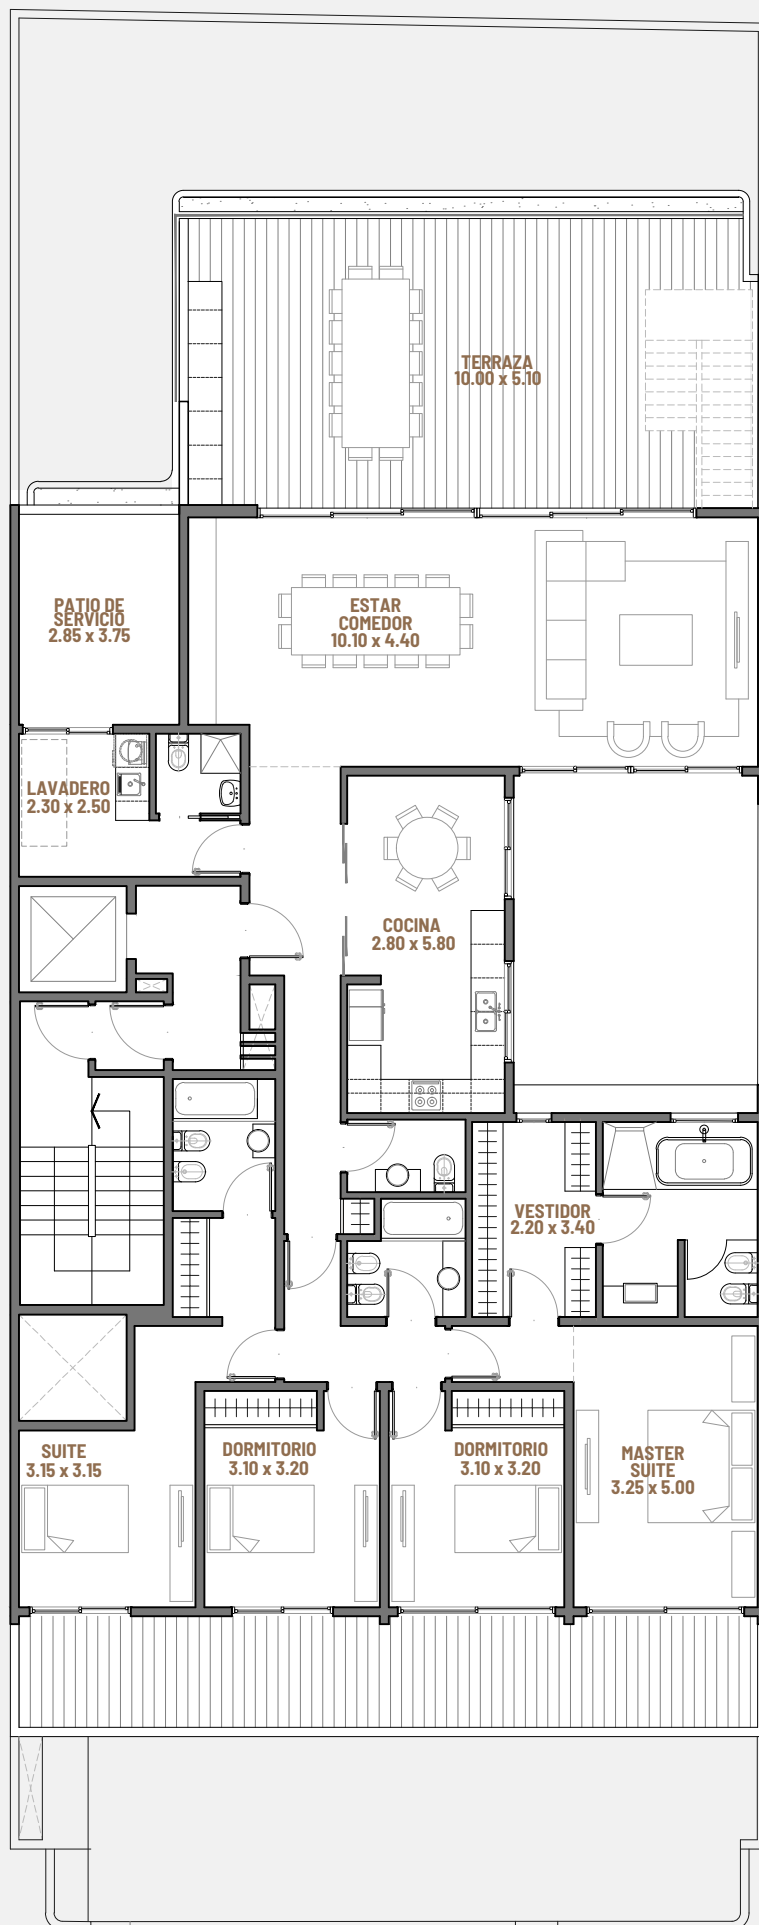 TERRAZA
10.00 x 5.10
PATIO DE
SERVICIO
2.85 x 3.75
ESTAR
COMEDOR
10.10 x 4.40
LAVADERO
2.30 x 2.50
COCINA
2.80 x 5.80
VESTIDOR
2.20 x 3.40
SUITE
3.15 x 3.15
DORMITORIO
3.10 x 3.20
DORMITORIO
3.10 x 3.20
MASTER
SUITE
3.25 x 5.00